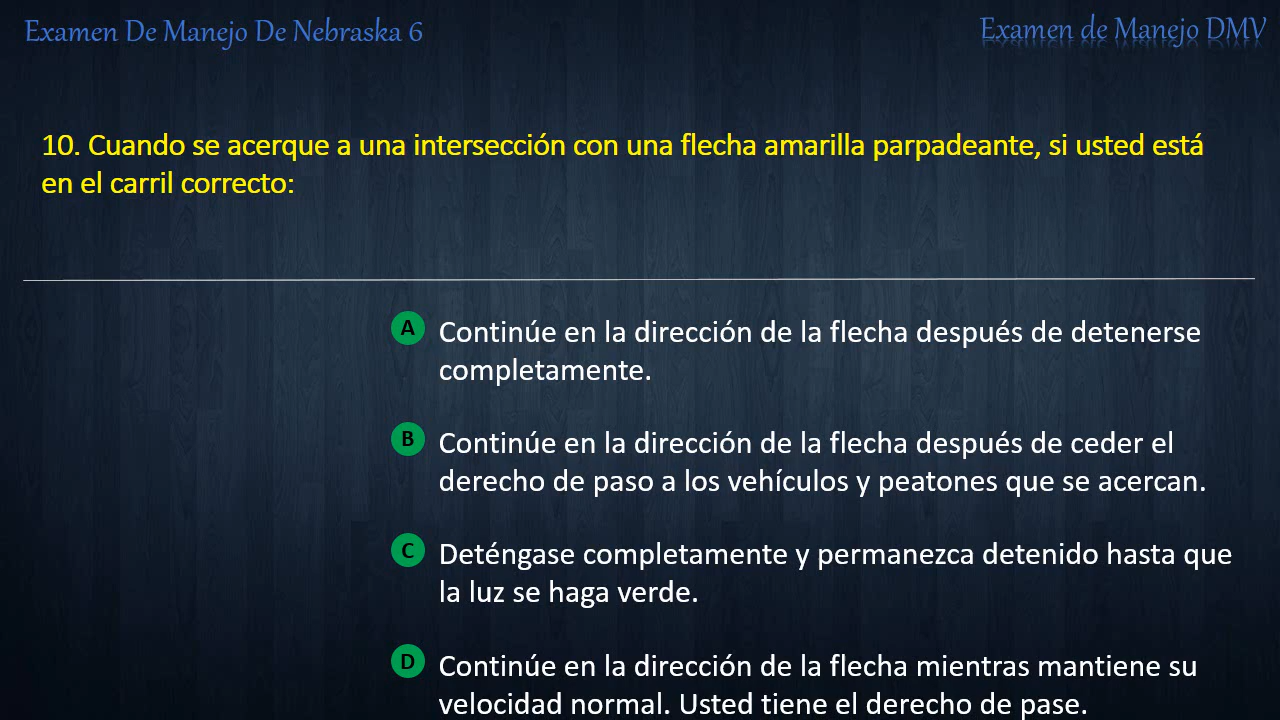 Examen De Manejo De Nebraska 6
Examen de Manejo DMV
10. Cuando se acerque a una intersección con una flecha amarilla parpadeante, si usted está
en el carril correcto:
A Continúe en la dirección de la flecha después de detenerse
completamente.
B Continúe en la dirección de la flecha después de ceder el
derecho de paso a los vehículos y peatones que se acercan.
C Deténgase completamente y permanezca detenido hasta que
la luz se haga verde.
D Continúe en la dirección de la flecha mientras mantiene su
velocidad normal. Usted tiene el derecho de pase.